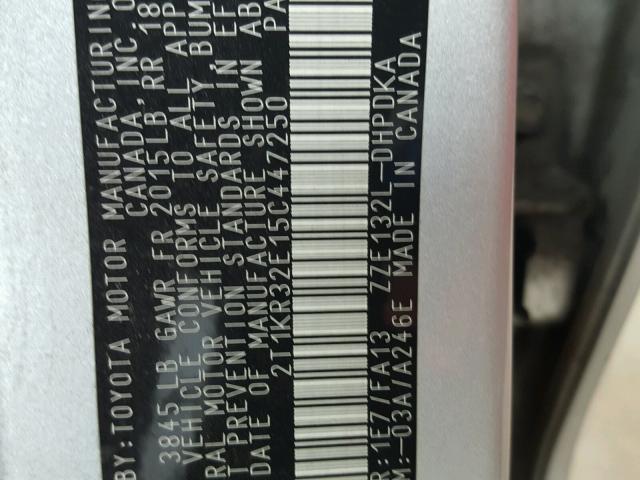 BY:TOYOTA MOTOR MANUFACTURIN
CANADA, INC.
3845 LB GAWR FR 2015LB, RR 18
VEHICLE CONFORMS TO ALL APP
RAL MOTOR VEHICLE SAFETY, BUM
T PREVENTION STANDARDS IN EF
DATE OF MANUFACTURE SHOWN AB
2T1KR32E15C447250 PA
R:1E7/FA13 ZZE132L-DHPDKA
M:-03A/A246E MADE IN CANADA